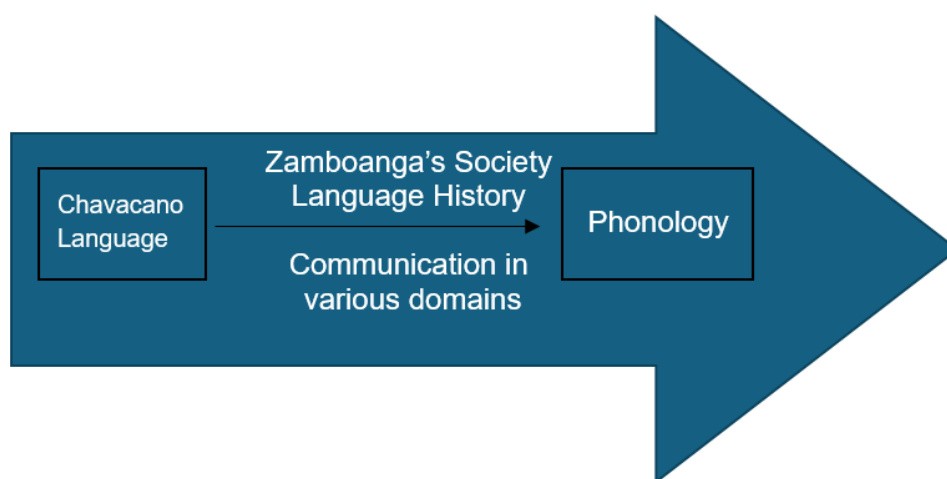 Chavacano
Language
Zamboanga's Society
Language History
Communication in
various domains
Phonology